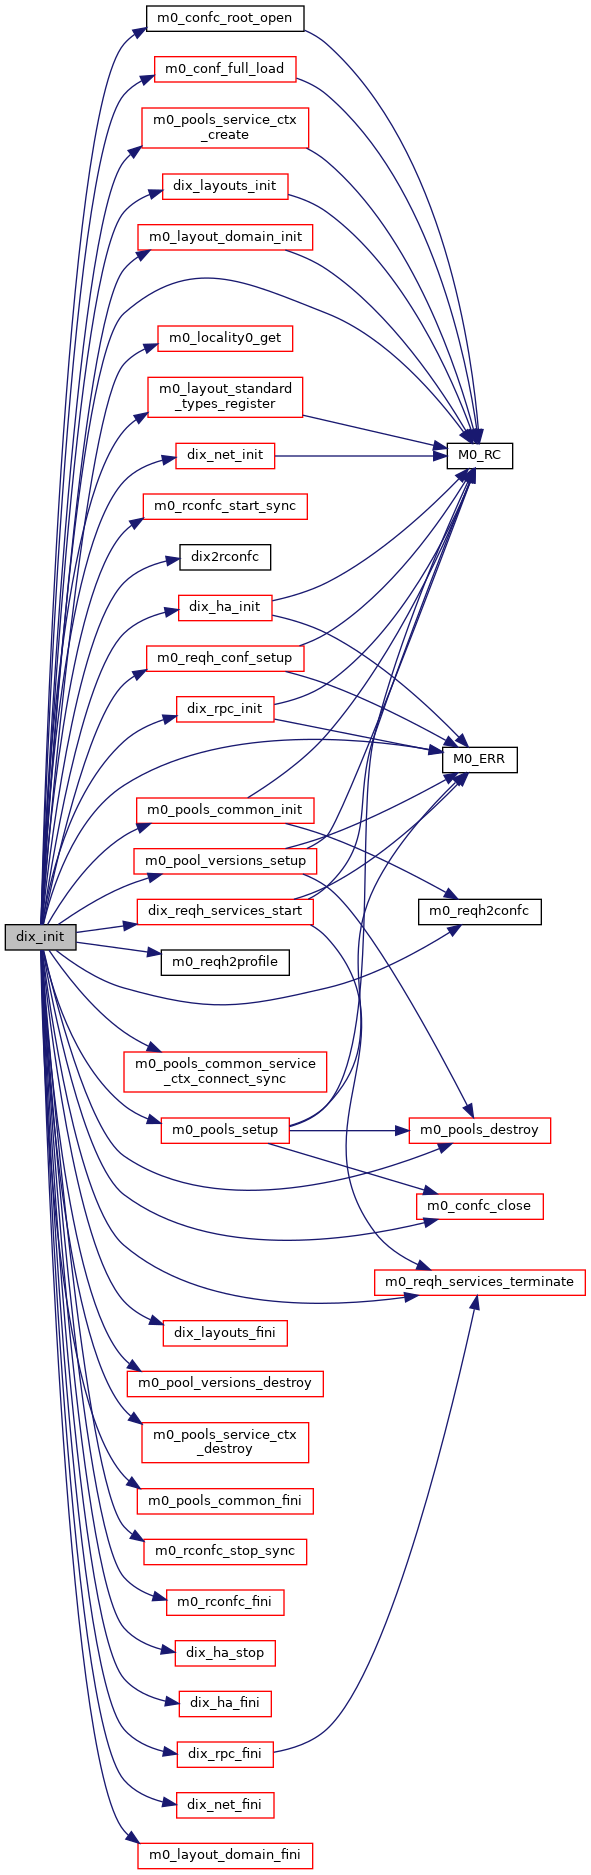 m0_confc_root_open
m0_conf_full_load
m0_pools_service_ctx
_create
dix_layouts_init
m0_layout_domain_init
m0_locality0_get
m0_layout_standard
_types_register
dix_net_init
M0_RC
m0_rconfc_start_sync
dix2rconfc
dix_ha_init
m0_reqh_conf_setup
dix_rpc_init
M0_ERR
m0_pools_common_init
m0_pool_versions_setup
dix_reqh_services_start
m0_reqh2confc
dix_init
m0_reqh2profile
m0_pools_common_service
_ctx_connect_sync
m0_pools_setup
m0_pools_destroy
m0_confc_close
m0_reqh_services_terminate
dix_layouts_fini
m0_pool_versions_destroy
m0_pools_service_ctx
_destroy
m0_pools_common_fini
m0_rconfc_stop_sync
m0_rconfc_fini
dix_ha_stop
dix_ha_fini
dix_rpc_fini
dix_net_fini
m0_layout_domain_fini